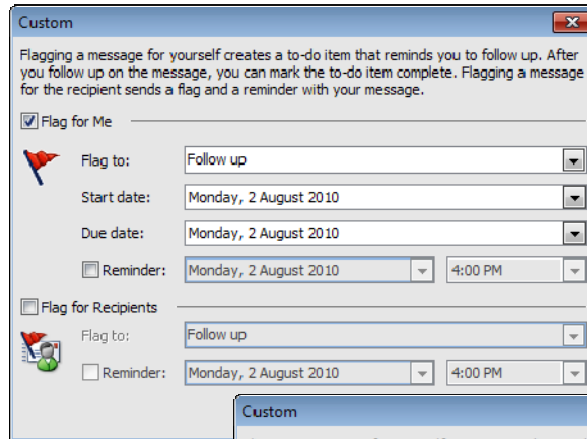 Custom
Flagging a message for yourself creates a to-do item that reminds you to follow up. After
you follow up on the message, you can mark the to-do item complete. Flagging a message
for the recipient sends a flag and a reminder with your message.
Flag for Me
Flag to: Follow up
Start date: Monday, 2 August 2010
Due date: Monday, 2 August 2010
Reminder: Monday, 2 August 2010 4:00 PM
Flag for Recipients
Flag to: Follow up
Reminder: Monday, 2 August 2010 4:00 PM
Custom